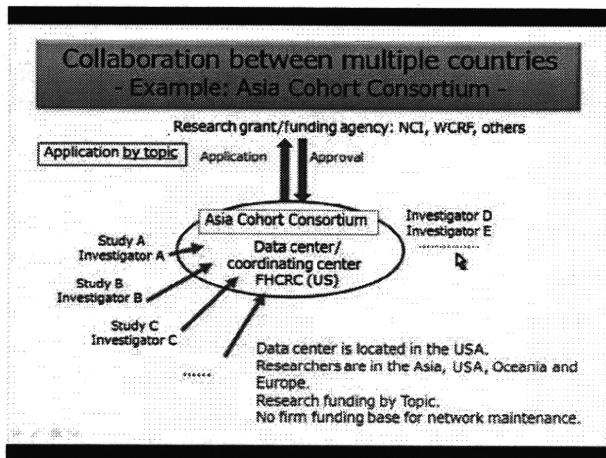 Collaboration between multiple countries
- Example: Asia Cohort Consortium -
Research grant/funding agency: NCI, WCRF, others
Application by topic
Application
Approval
Asia Cohort Consortium
Data center/
coordinating center
FHCRC (US)
Investigator D
Investigator E
Study A
Investigator A
Study B
Investigator B
Study C
Investigator C
......
Data center is located in the USA.
Researchers are in the Asia, USA, Oceania and
Europe.
Research funding by Topic.
No firm funding base for network maintenance.